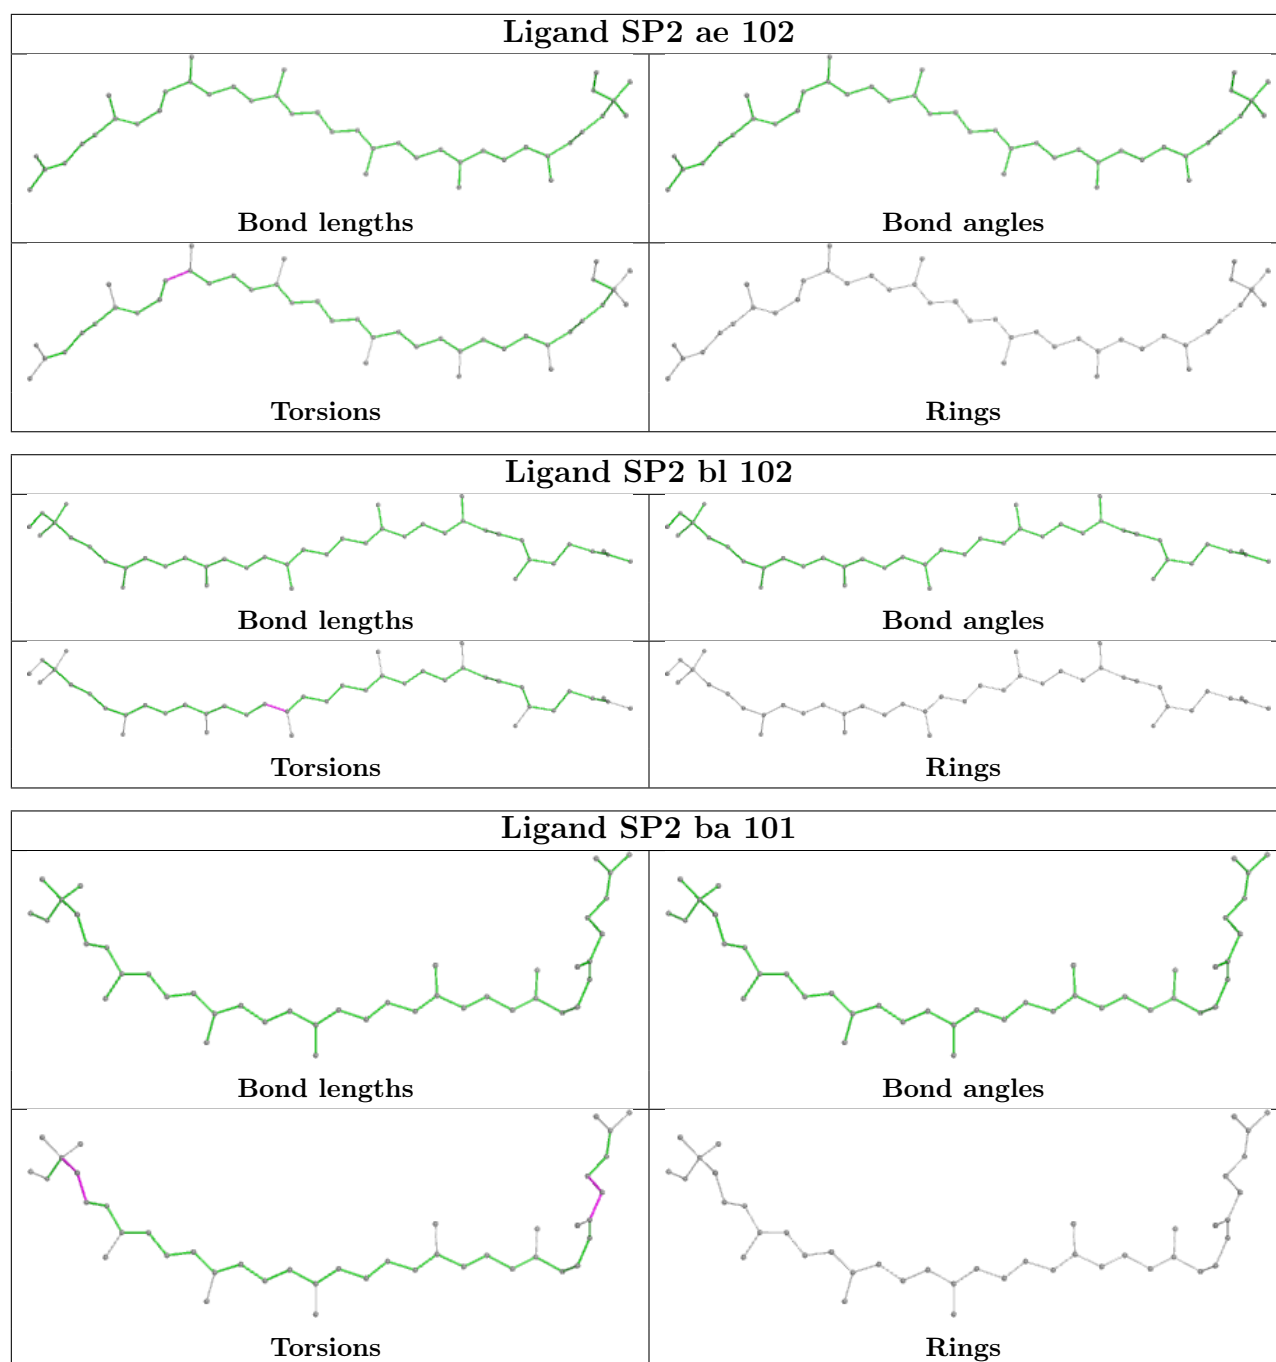 Ligand SP2 ae 102
Bond lengths
Bond angles
Torsions
Rings
Ligand SP2 bl 102
Bond lengths
Bond angles
Torsions
Rings
Ligand SP2 ba 101
Bond lengths
Bond angles
Torsions
Rings